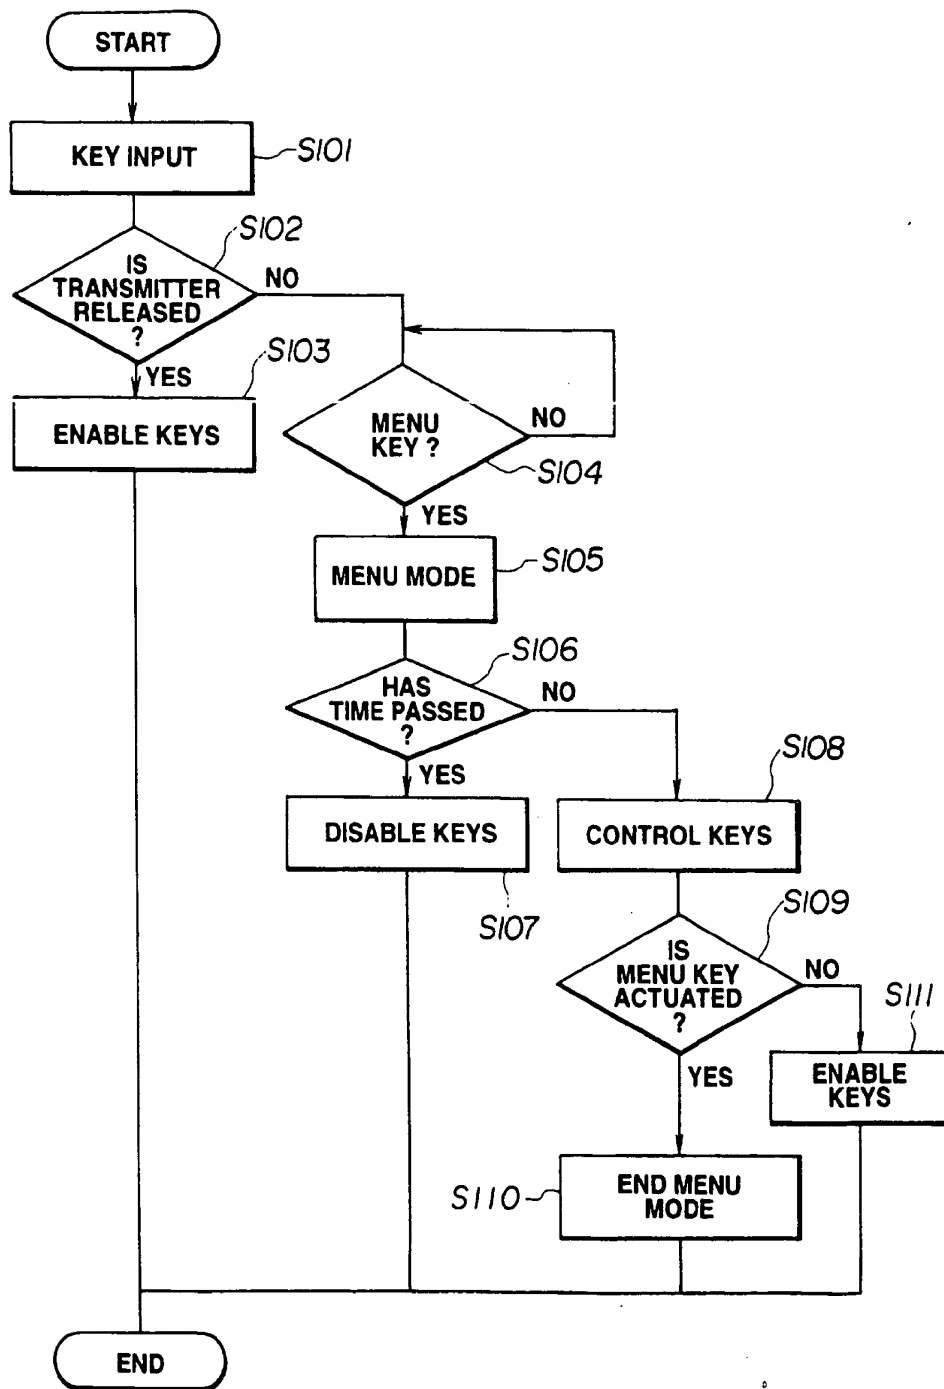 START
KEY INPUT
S101
S102
IS
TRANSMITTER
RELEASED
?
NO
YES
S103
ENABLE KEYS
MENU
KEY ?
NO
S104
YES
MENU MODE
S105
S106
HAS
TIME PASSED
?
NO
YES
S108
DISABLE KEYS
CONTROL KEYS
S107
S109
IS
MENU KEY
ACTUATED
?
NO
S111
YES
ENABLE
KEYS
S110
END MENU
MODE
END